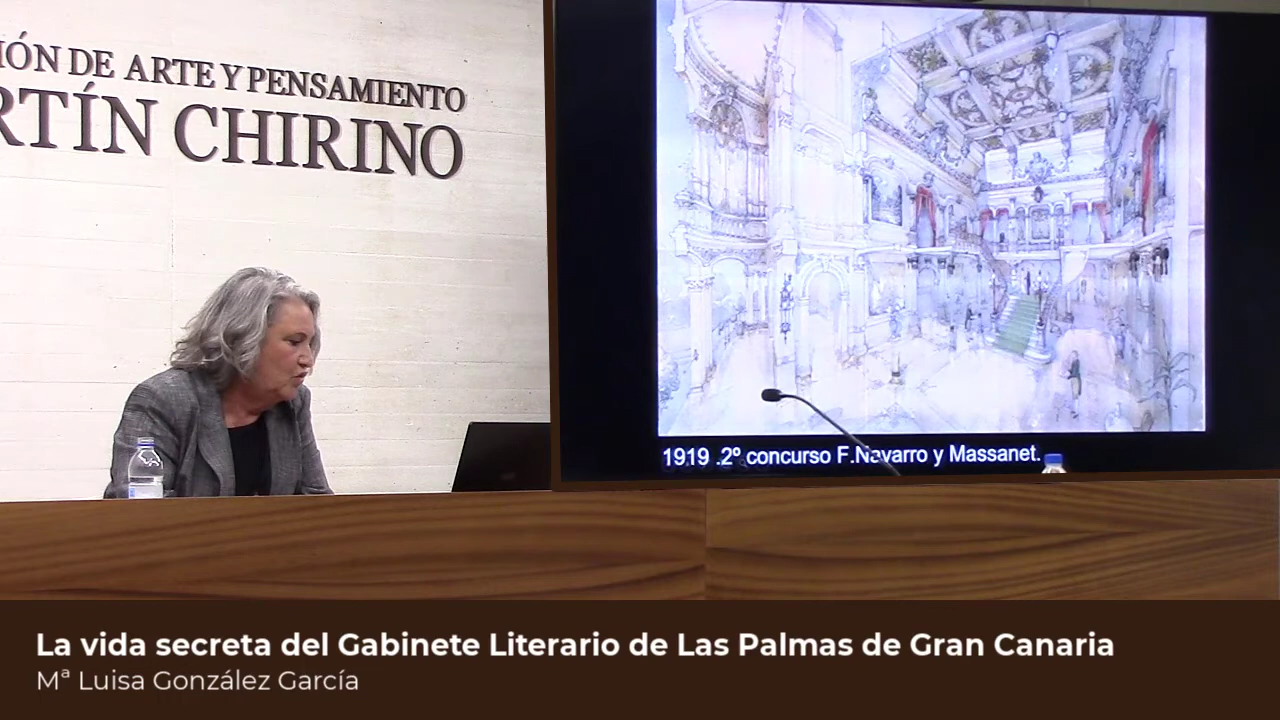 IÓN DE ARTE Y PENSAMIENTO
RTÍN CHIRINO
1919 .2º concurso F.Navarro y Massanet.
La vida secreta del Gabinete Literario de Las Palmas de Gran Canaria
Mª Luisa González García